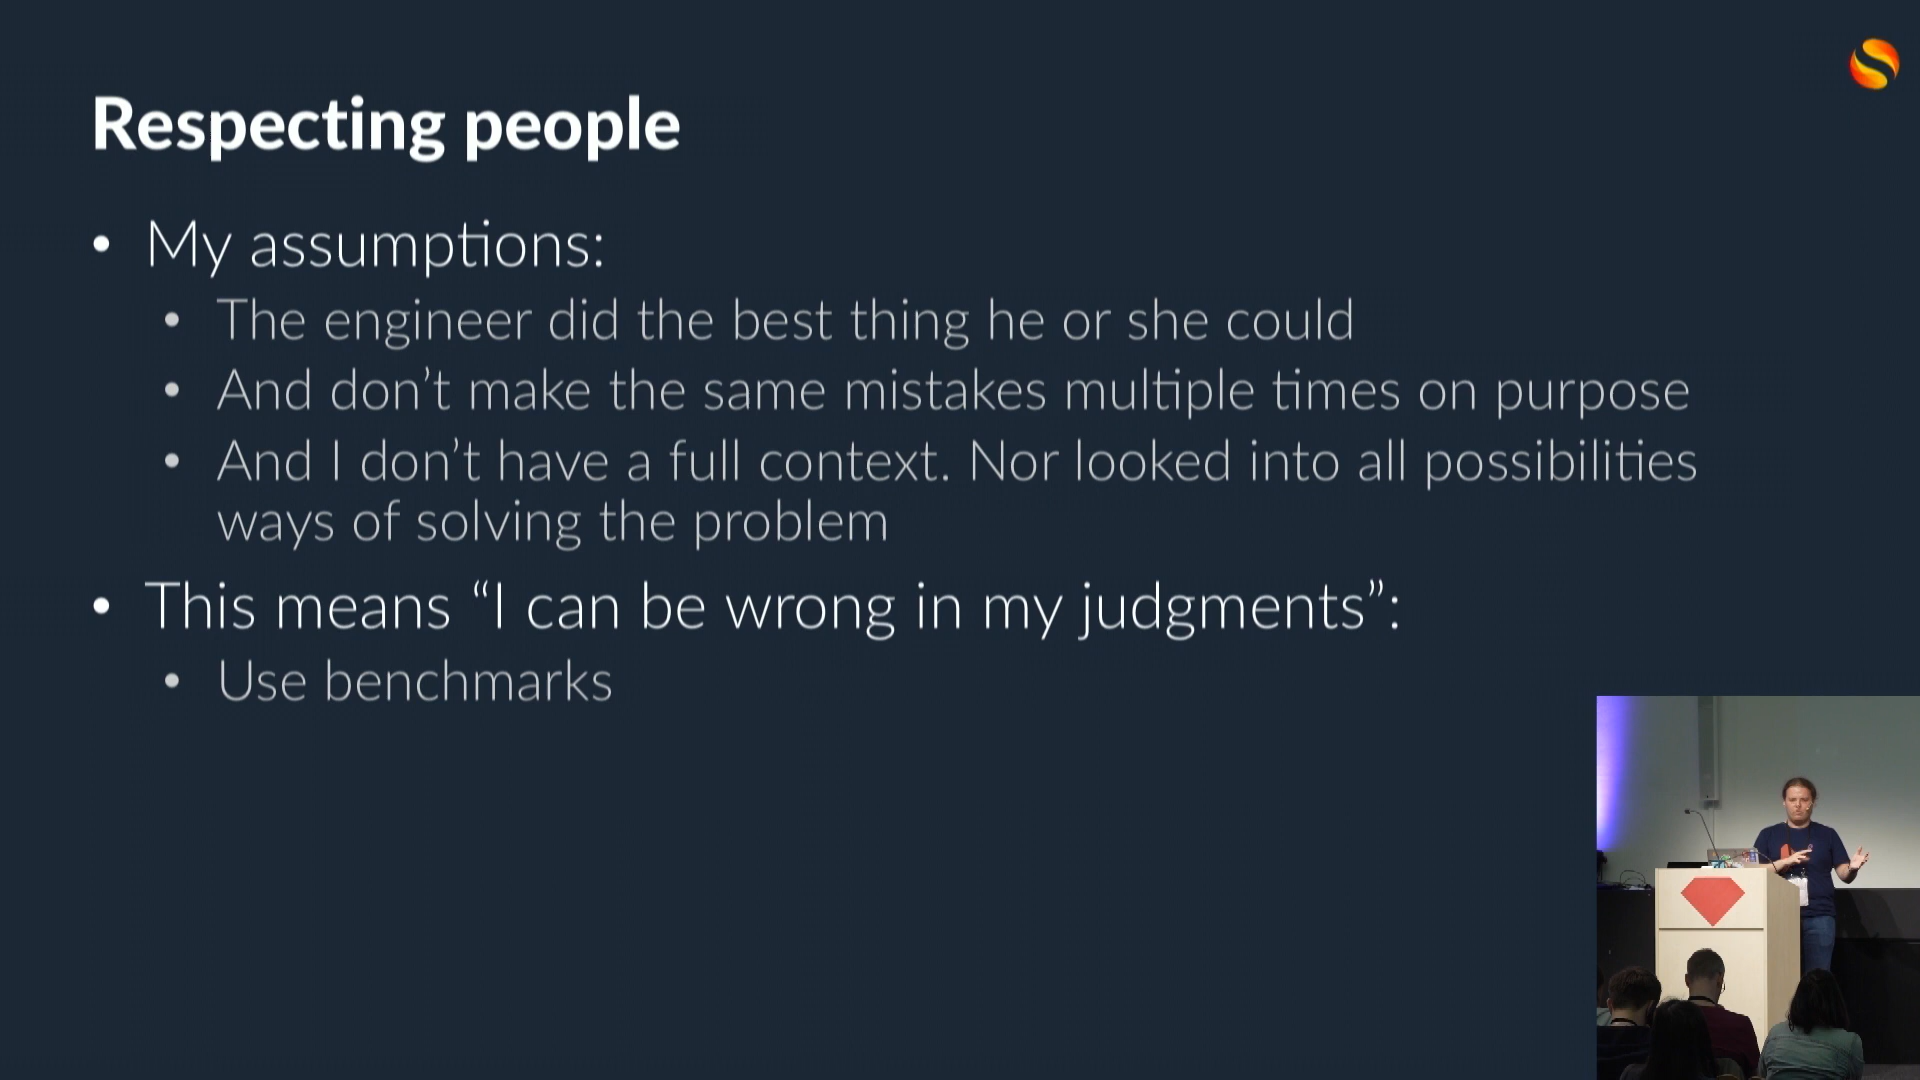 Respecting people
• My assumptions:
• The engineer did the best thing he or she could
• And don’t make the same mistakes multiple times on purpose
• And I don’t have a full context. Nor looked into all possibilities
ways of solving the problem
• This means “I can be wrong in my judgments”:
• Use benchmarks